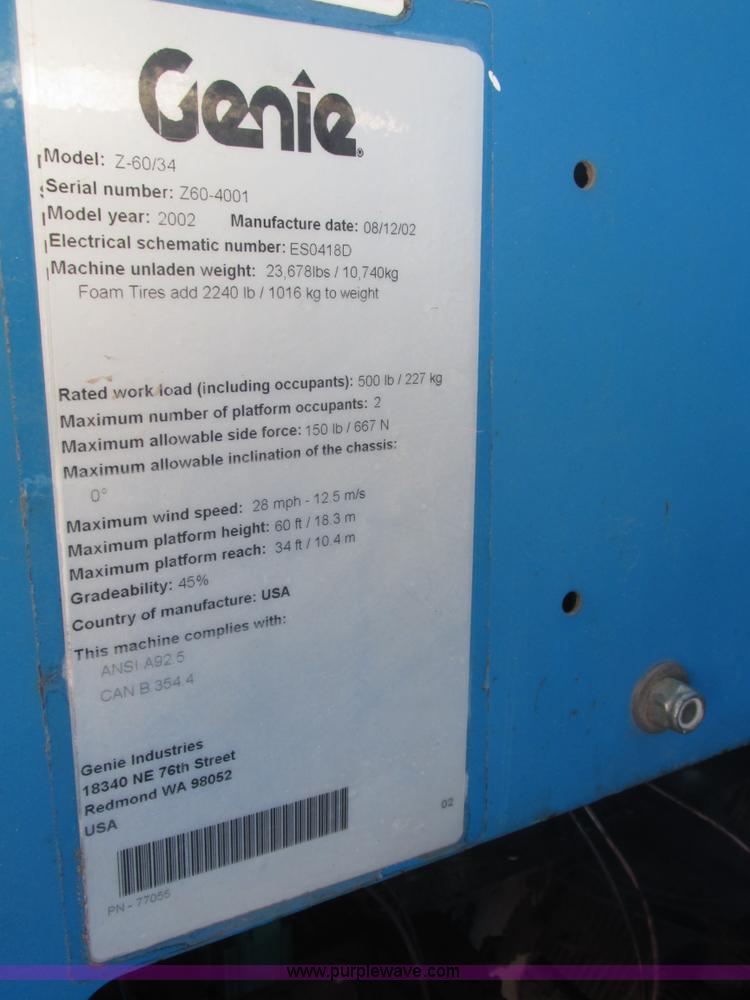 Genie®
Model: Z-60/34
Serial number: Z60-4001
Model year: 2002 Manufacture date: 08/12/02
Electrical schematic number: ES0418D
Machine unladen weight: 23,678lbs / 10,740kg
Foam Tires add 2240 lb / 1016 kg to weight
Rated work load (including occupants): 500 lb / 227 kg
Maximum number of platform occupants: 2
Maximum allowable side force: 150 lb / 667 N
Maximum allowable inclination of the chassis:
0°
Maximum wind speed: 28 mph - 12.5 m/s
Maximum platform height: 60 ft / 18.3 m
Maximum platform reach: 34 ft / 10.4 m
Gradeability: 45%
Country of manufacture: USA
This machine complies with:
ANSI A92.5
CAN B.354.4
Genie Industries
18340 NE 76th Street
Redmond WA 98052
USA
02
PN - 77055
www.purplewave.com